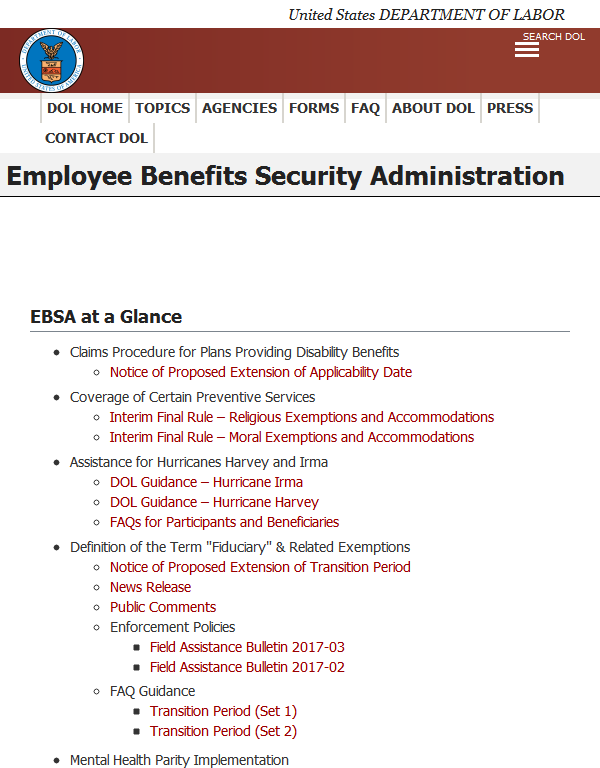 United States DEPARTMENT OF LABOR
SEARCH DOL
DOL HOME TOPICS AGENCIES FORMS FAQ ABOUT DOL PRESS
CONTACT DOL
Employee Benefits Security Administration
EBSA at a Glance
Claims Procedure for Plans Providing Disability Benefits
Notice of Proposed Extension of Applicability Date
Coverage of Certain Preventive Services
Interim Final Rule – Religious Exemptions and Accommodations
Interim Final Rule – Moral Exemptions and Accommodations
Assistance for Hurricanes Harvey and Irma
DOL Guidance – Hurricane Irma
DOL Guidance – Hurricane Harvey
FAQs for Participants and Beneficiaries
Definition of the Term "Fiduciary" & Related Exemptions
Notice of Proposed Extension of Transition Period
News Release
Public Comments
Enforcement Policies
Field Assistance Bulletin 2017-03
Field Assistance Bulletin 2017-02
FAQ Guidance
Transition Period (Set 1)
Transition Period (Set 2)
Mental Health Parity Implementation